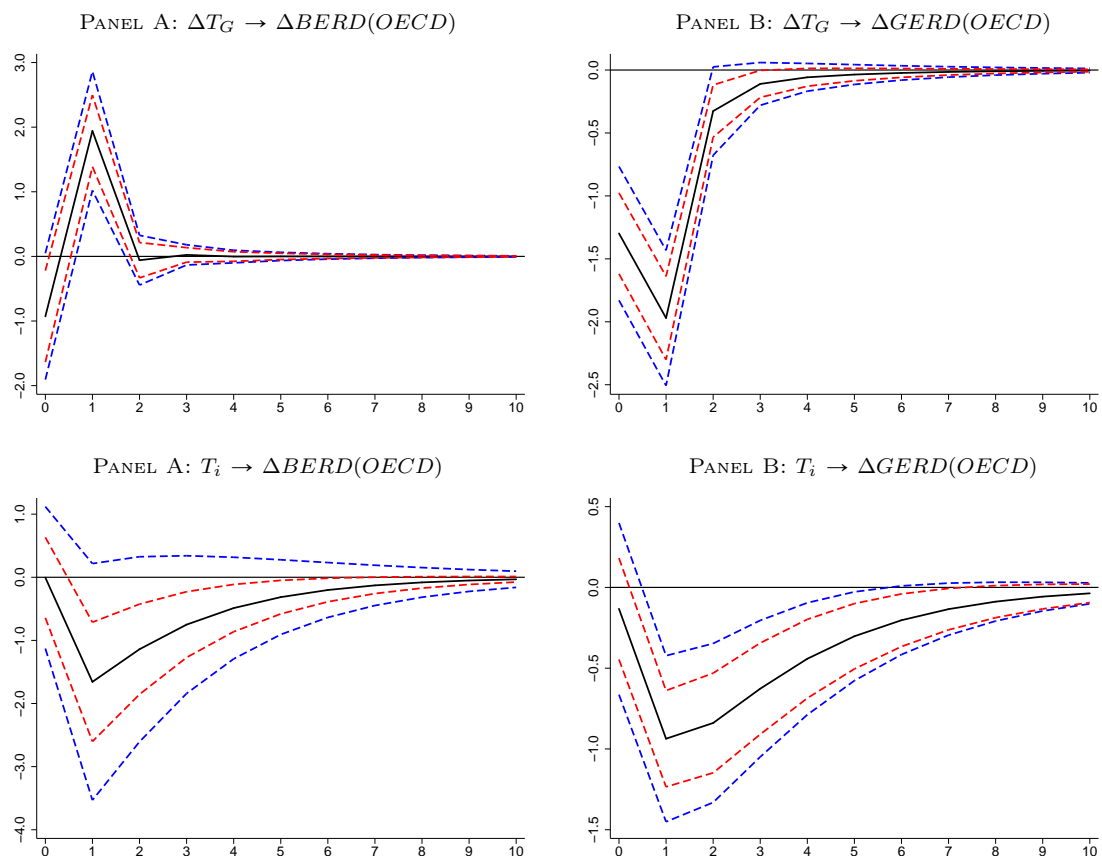 PANEL A: ΔT_G → ΔBERD(OECD)
3.0
2.0
1.0
0.0
−1.0
−2.0
0 1 2 3 4 5 6 7 8 9 10
PANEL B: ΔT_G → ΔGERD(OECD)
0.0
−0.5
−1.0
−1.5
−2.0
−2.5
0 1 2 3 4 5 6 7 8 9 10
PANEL A: T_i → ΔBERD(OECD)
1.0
0.0
−1.0
−2.0
−3.0
−4.0
0 1 2 3 4 5 6 7 8 9 10
PANEL B: T_i → ΔGERD(OECD)
0.5
0.0
−0.5
−1.0
−1.5
0 1 2 3 4 5 6 7 8 9 10